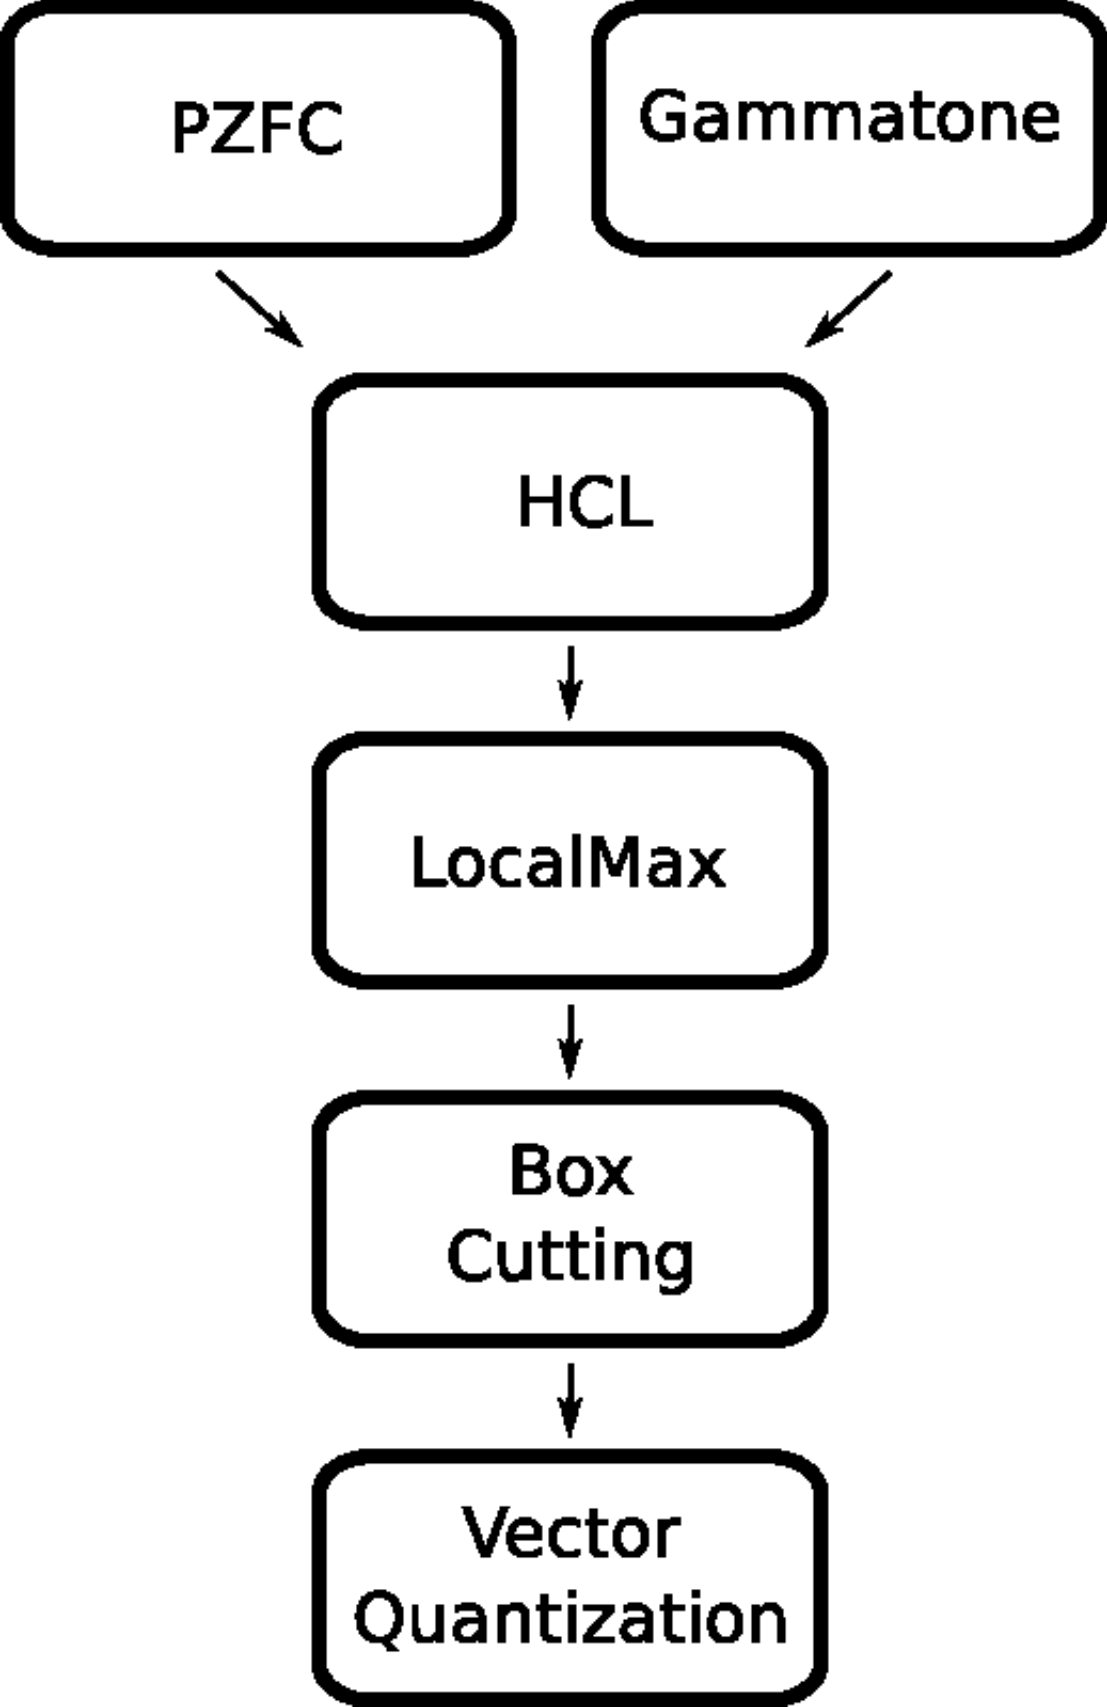 PZFC
Gammatone
HCL
LocalMax
Box
Cutting
Vector
Quantization